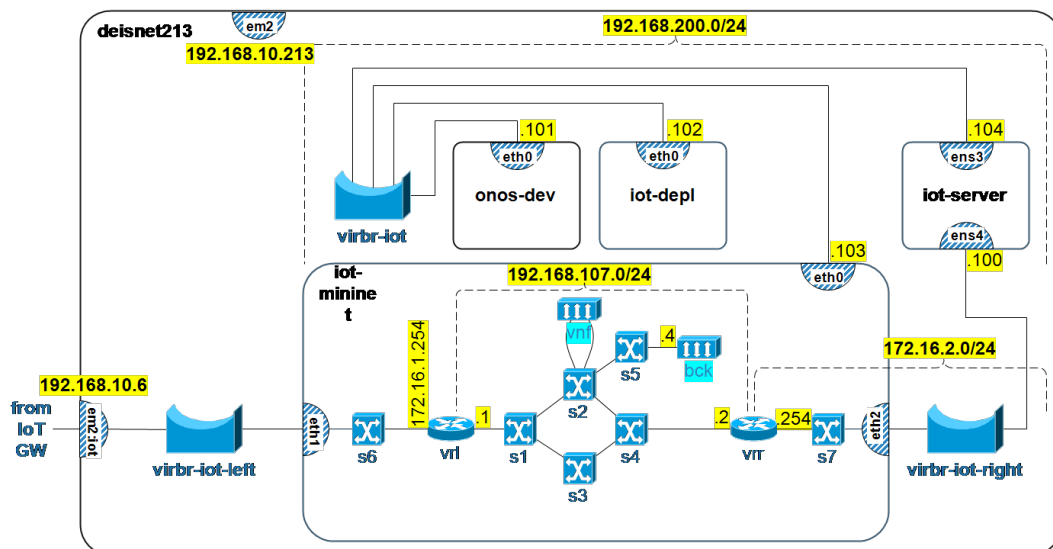 deisnet213
em2
192.168.10.213
192.168.200.0/24
.101
eth0
onos-dev
.102
eth0
iot-depl
.104
ens3
iot-server
ens4
.100
virbr-iot
iot-
minine
t
192.168.107.0/24
.103
eth0
vnf
s5
.4
bck
172.16.2.0/24
192.168.10.6
from
IoT
GW
em2:iot
virbr-iot-left
eth1
s6
172.16.1.254
vrl
.1
s1
s2
s3
s4
.2
vrr
.254
s7
eth2
virbr-iot-right